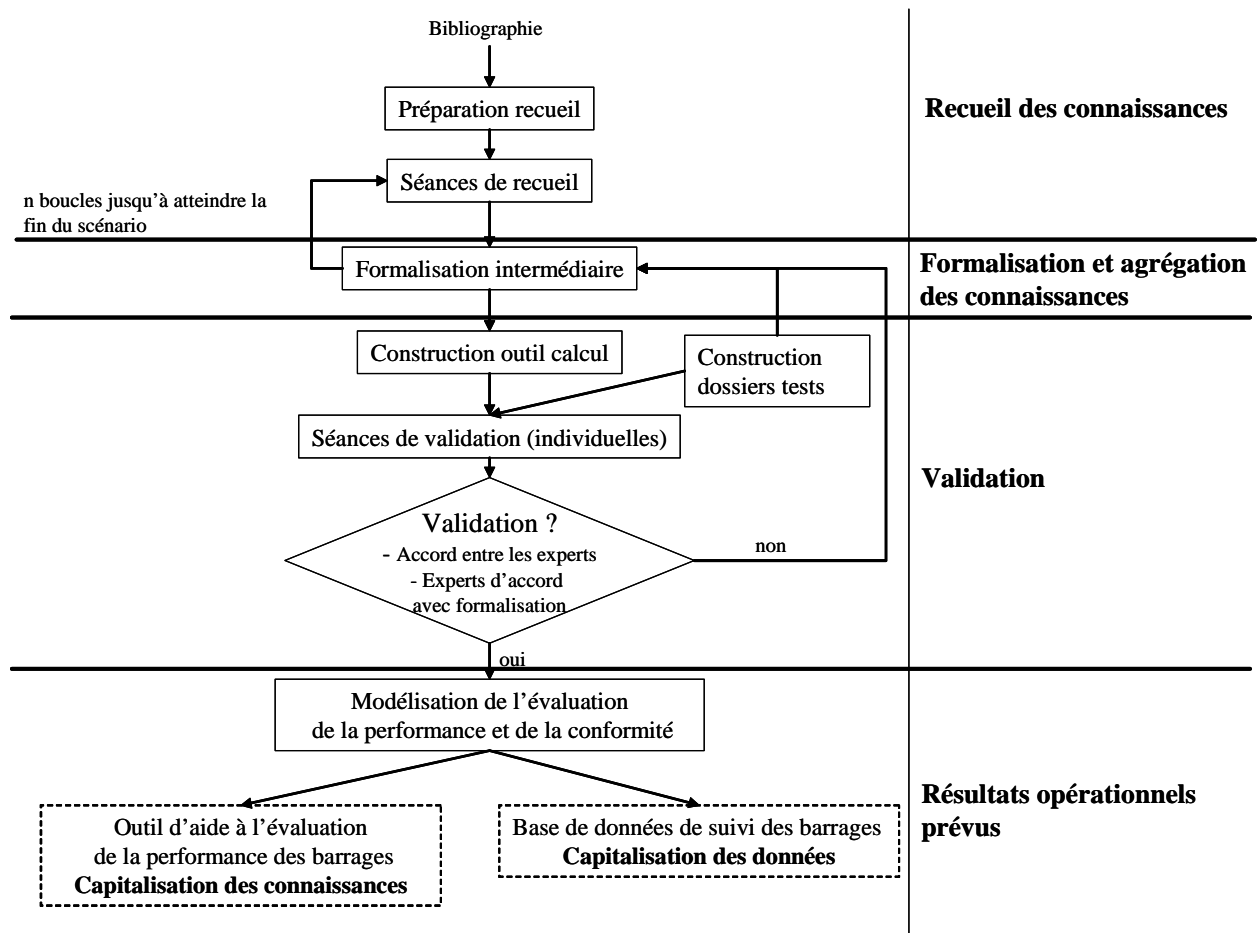 Bibliographie
Préparation recueil
Recueil des connaissances
Séances de recueil
n boucles jusqu’à atteindre la
fin du scénario
Formalisation intermédiaire
Formalisation et agrégation
des connaissances
Construction outil calcul
Construction
dossiers tests
Séances de validation (individuelles)
Validation
Validation ?
- Accord entre les experts
- Experts d’accord
avec formalisation
non
oui
Modélisation de l’évaluation
de la performance et de la conformité
Résultats opérationnels
prévus
Outil d’aide à l’évaluation
de la performance des barrages
Capitalisation des connaissances
Base de données de suivi des barrages
Capitalisation des données